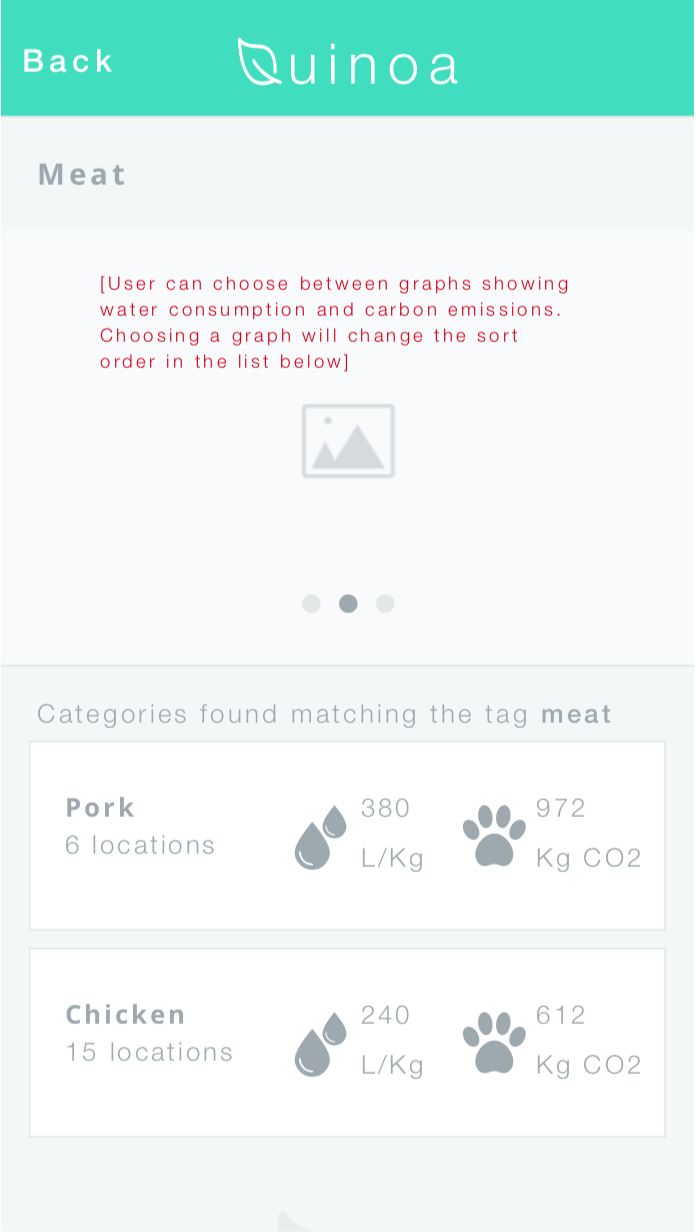 Back
Quinoa
Meat
[User can choose between graphs showing
water consumption and carbon emissions.
Choosing a graph will change the sort
order in the list below]
Categories found matching the tag meat
Pork
6 locations
380
L/Kg
972
Kg CO2
Chicken
15 locations
240
L/Kg
612
Kg CO2